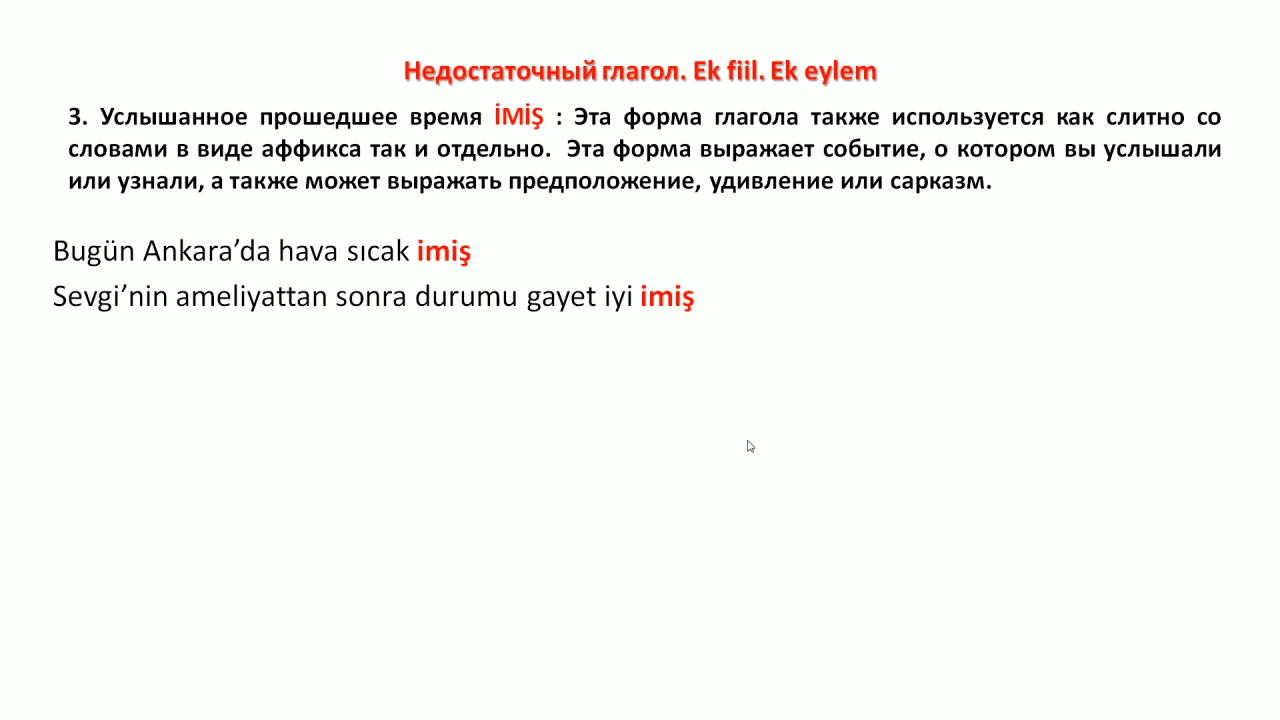 Недостаточный глагол. Ek fiil. Ek eylem
3. Услышанное прошедшее время İMİŞ : Эта форма глагола также используется как слитно со
словами в виде аффикса так и отдельно. Эта форма выражает событие, о котором вы услышали
или узнали, а также может выражать предположение, удивление или сарказм.
Bugün Ankara’da hava sıcak imiş
Sevgi’nin ameliyattan sonra durumu gayet iyi imiş